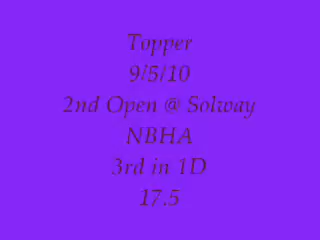 Topper
9/5/10
2nd Open @ Solway
NBHA
3rd in 1D
17.5